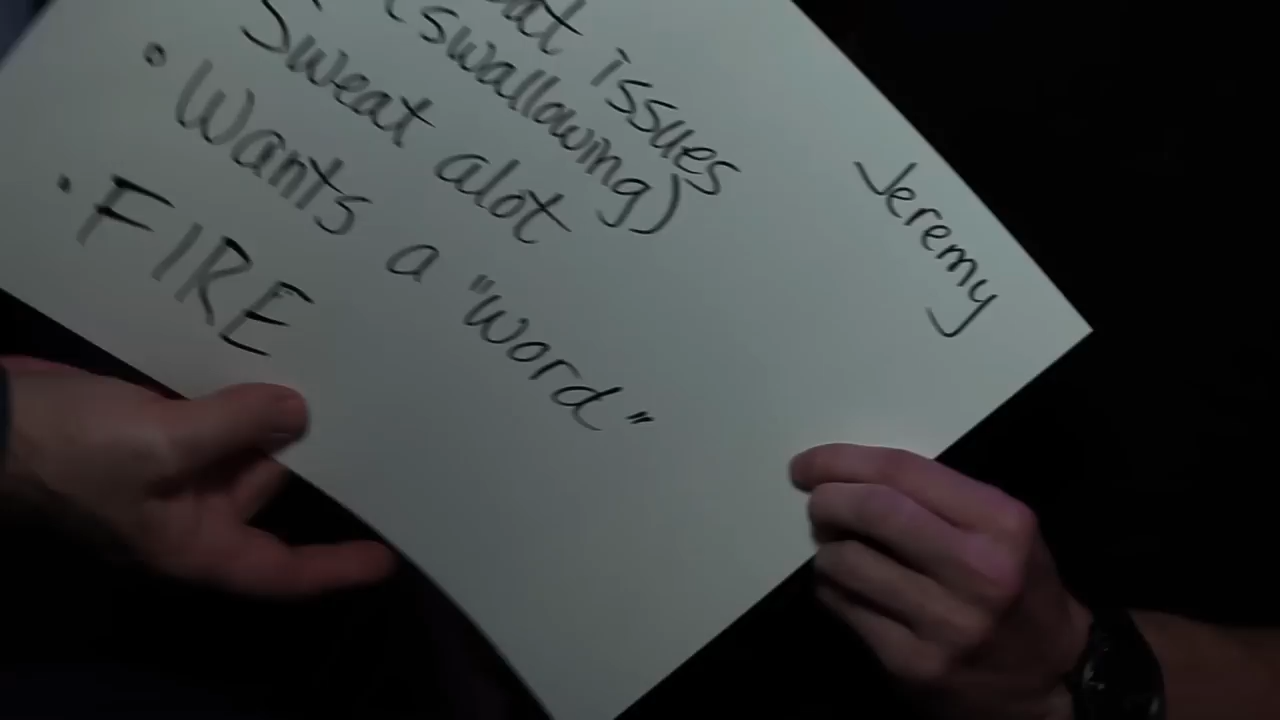 issues
(swallowing)
Sweat alot
• Wants a "word"
• FIRE
Jeremy